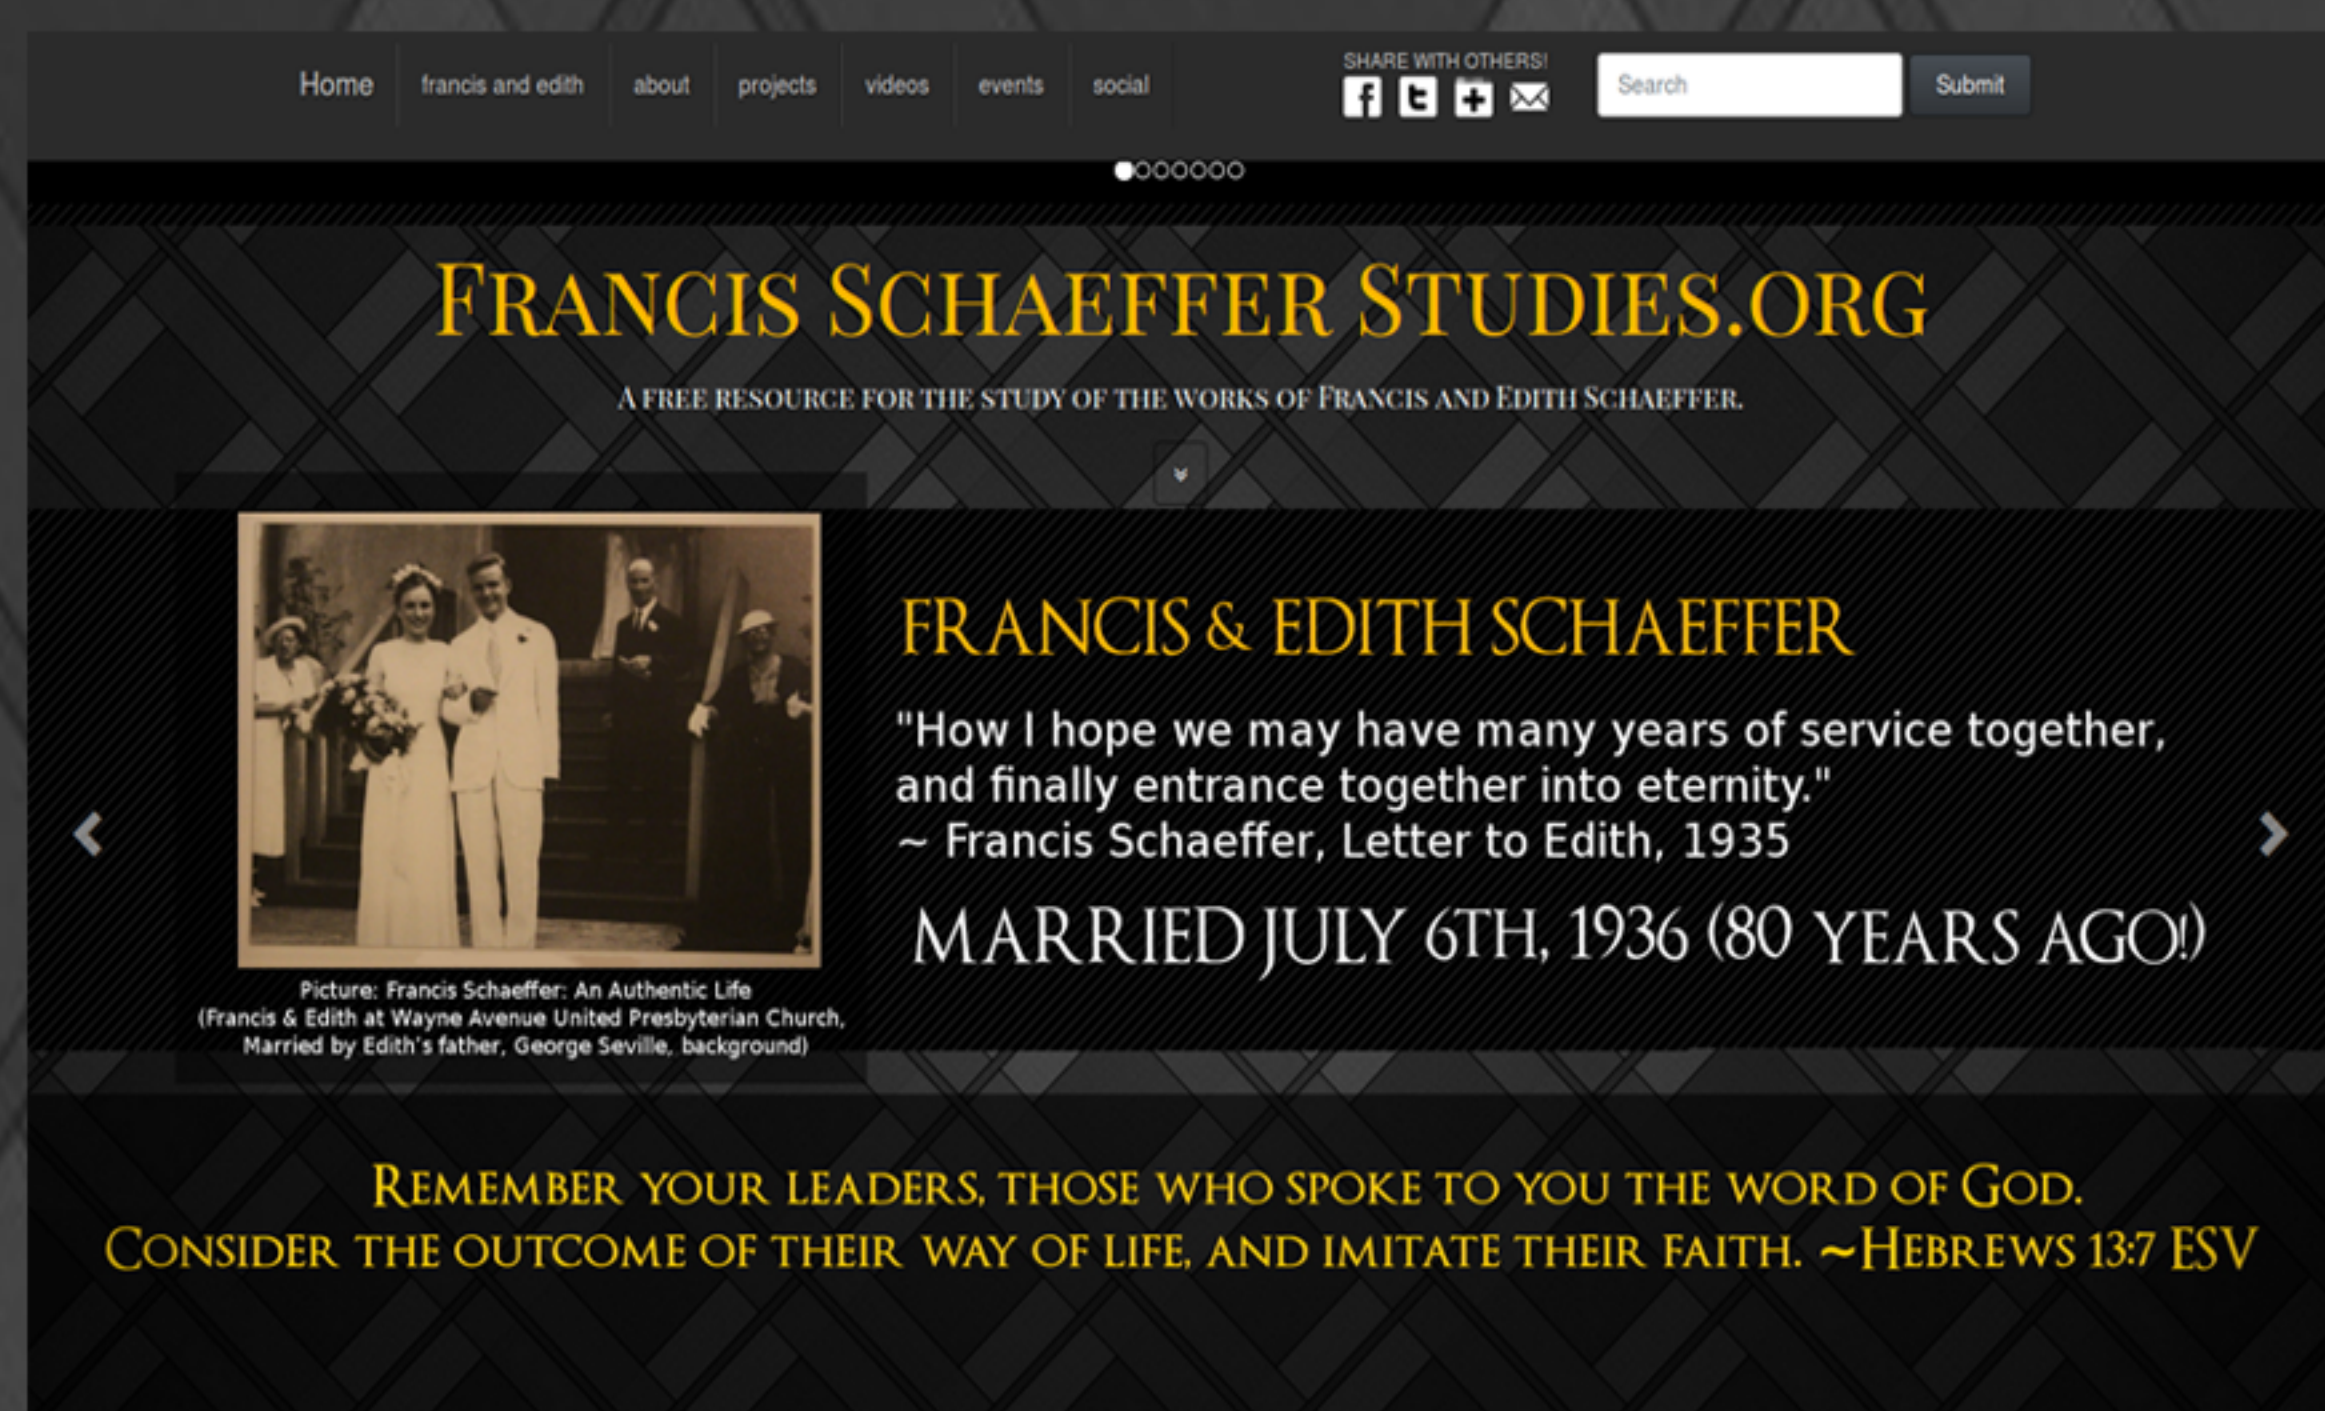 Home francis and edith about projects videos events social
SHARE WITH OTHERS!
Search Submit
FRANCIS SCHAEFFER STUDIES.ORG
A FREE RESOURCE FOR THE STUDY OF THE WORKS OF FRANCIS AND EDITH SCHAEFFER.
FRANCIS & EDITH SCHAEFFER
"How I hope we may have many years of service together,
and finally entrance together into eternity."
~ Francis Schaeffer, Letter to Edith, 1935
MARRIED JULY 6TH, 1936 (80 YEARS AGO!)
Picture: Francis Schaeffer: An Authentic Life
(Francis & Edith at Wayne Avenue United Presbyterian Church,
Married by Edith's father, George Seville, background)
REMEMBER YOUR LEADERS, THOSE WHO SPOKE TO YOU THE WORD OF GOD.
CONSIDER THE OUTCOME OF THEIR WAY OF LIFE, AND IMITATE THEIR FAITH. ~HEBREWS 13:7 ESV